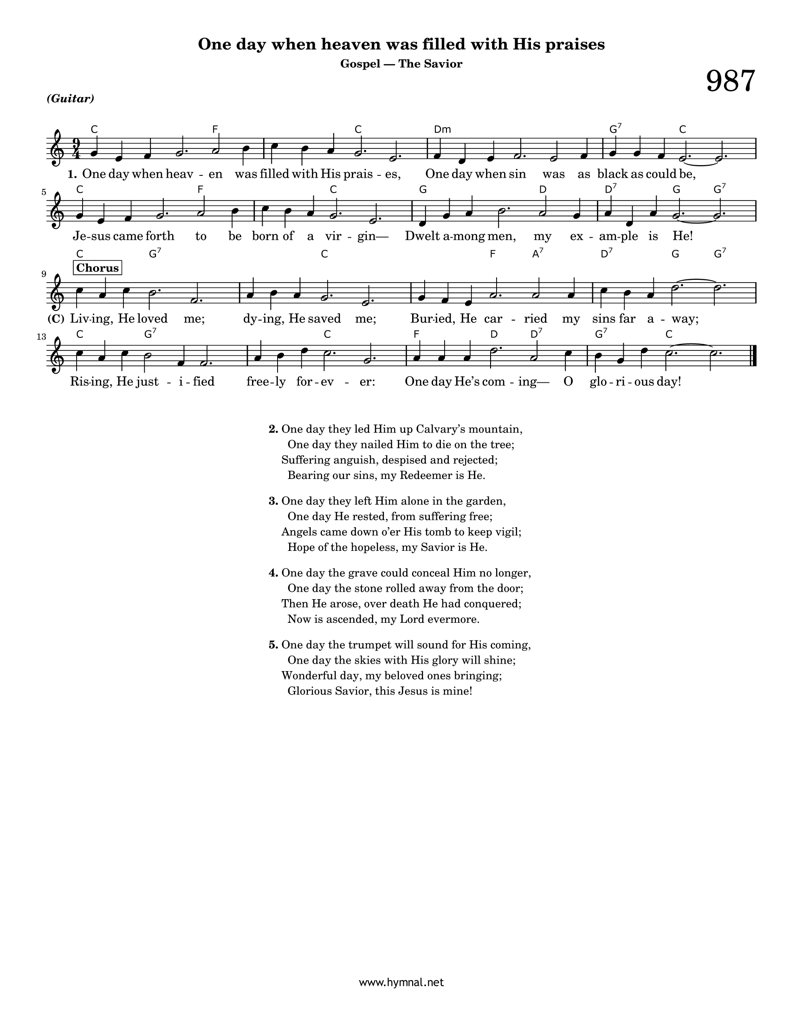 One day when heaven was filled with His praises
Gospel — The Savior
987
(Guitar)
C F C Dm G7 C
9 4
1. One day when heav - en was filled with His prais - es, One day when sin was as black as could be,
5
C F C G D D7 G G7
Je-sus came forth to be born of a vir - gin— Dwelt a-mong men, my ex - am-ple is He!
C G7 C F A7 D7 G G7
Chorus
9
(C) Liv-ing, He loved me; dy-ing, He saved me; Bur-ied, He car - ried my sins far a - way;
13
C G7 C F D D7 G7 C
Ris-ing, He just - i - fied free-ly for-ev - er: One day He's com - ing— O glo-ri-ous day!
2. One day they led Him up Calvary's mountain,
One day they nailed Him to die on the tree;
Suffering anguish, despised and rejected;
Bearing our sins, my Redeemer is He.
3. One day they left Him alone in the garden,
One day He rested, from suffering free;
Angels came down o'er His tomb to keep vigil;
Hope of the hopeless, my Savior is He.
4. One day the grave could conceal Him no longer,
One day the stone rolled away from the door;
Then He arose, over death He had conquered;
Now is ascended, my Lord evermore.
5. One day the trumpet will sound for His coming,
One day the skies with His glory will shine;
Wonderful day, my beloved ones bringing;
Glorious Savior, this Jesus is mine!
www.hymnal.net